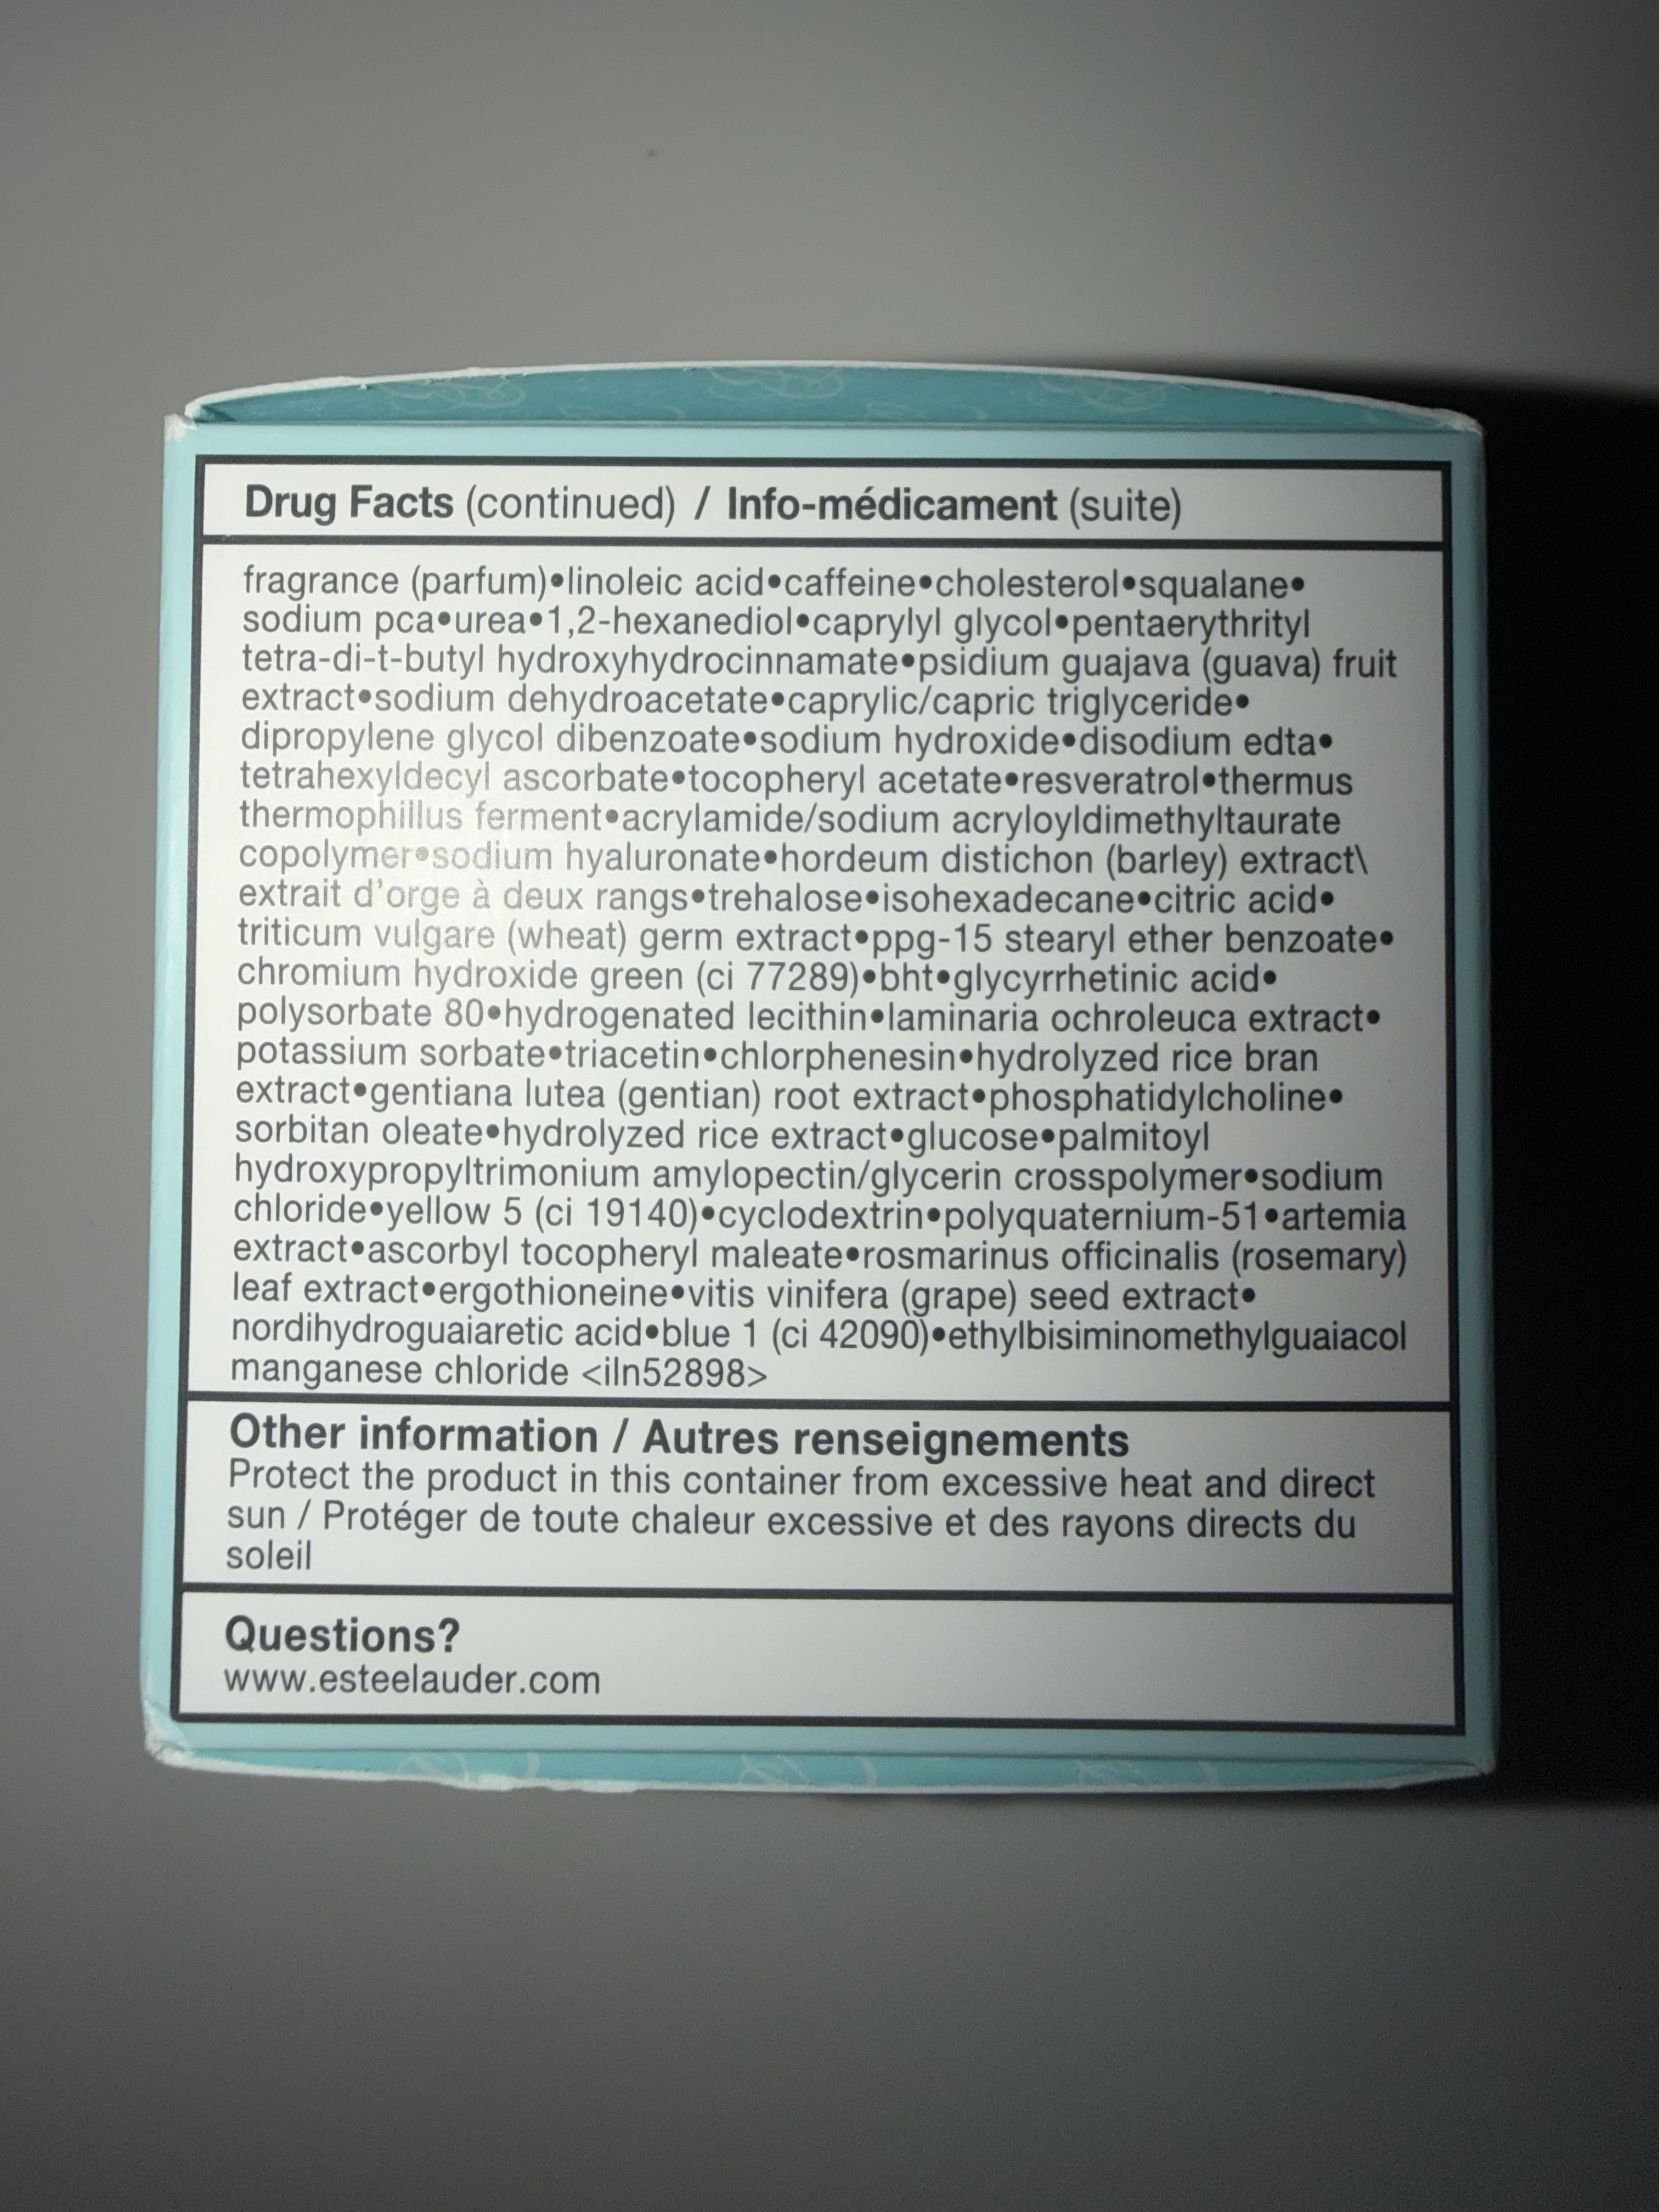 Drug Facts (continued) / Info-médicament (suite)
fragrance (parfum)•linoleic acid•caffeine•cholesterol•squalane•
sodium pca•urea•1,2-hexanediol•caprylyl glycol•pentaerythrityl
tetra-di-t-butyl hydroxyhydrocinnamate•psidium guajava (guava) fruit
extract•sodium dehydroacetate•caprylic/capric triglyceride•
dipropylene glycol dibenzoate•sodium hydroxide•disodium edta•
tetrahexyldecyl ascorbate•tocopheryl acetate•resveratrol•thermus
thermophillus ferment•acrylamide/sodium acryloyldimethyltaurate
copolymer•sodium hyaluronate•hordeum distichon (barley) extract\
extrait d'orge à deux rangs•trehalose•isohexadecane•citric acid•
triticum vulgare (wheat) germ extract•ppg-15 stearyl ether benzoate•
chromium hydroxide green (ci 77289)•bht•glycyrrhetinic acid•
polysorbate 80•hydrogenated lecithin•laminaria ochroleuca extract•
potassium sorbate•triacetin•chlorphenesin•hydrolyzed rice bran
extract•gentiana lutea (gentian) root extract•phosphatidylcholine•
sorbitan oleate•hydrolyzed rice extract•glucose•palmitoyl
hydroxypropyltrimonium amylopectin/glycerin crosspolymer•sodium
chloride•yellow 5 (ci 19140)•cyclodextrin•polyquaternium-51•artemia
extract•ascorbyl tocopheryl maleate•rosmarinus officinalis (rosemary)
leaf extract•ergothioneine•vitis vinifera (grape) seed extract•
nordihydroguaiaretic acid•blue 1 (ci 42090)•ethylbisiminomethylguaiacol
manganese chloride <iln52898>
Other information / Autres renseignements
Protect the product in this container from excessive heat and direct
sun / Protéger de toute chaleur excessive et des rayons directs du
soleil
Questions?
www.esteelauder.com